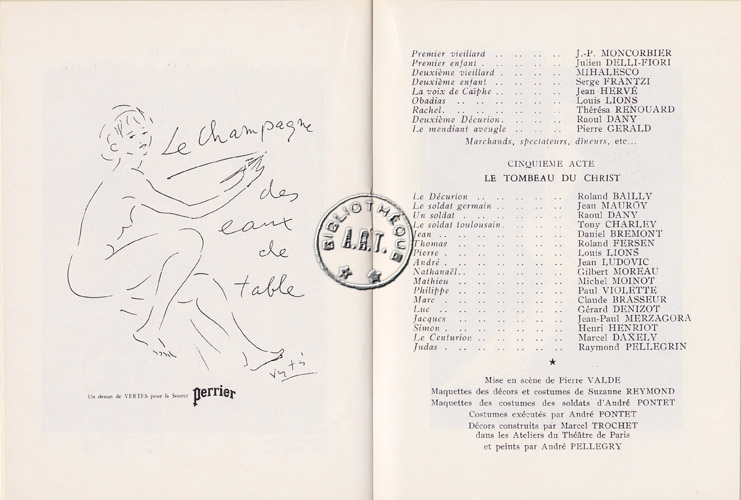 Le Champagne
des
eaux
de
table
Vertès
Un dessin de VERTES pour la Source Perrier
BIBLIOTHÈQUE
A.R.T.
Premier vieillard .. .. .. .. J.-P. MONCORBIER
Premier enfant . .. .. .. .. Julien DELLI-FIORI
Deuxième vieillard . .. .. .. MIHALESCO
Deuxième enfant .. .. .. .. Serge FRANTZI
La voix de Caïphe .. .. .. .. Jean HERVÉ
Obadias .. .. .. .. .. .. Louis LIONS
Rachel. .. .. .. .. .. .. Thérésa RENOUARD
Deuxième Décurion. .. .. .. Raoul DANY
Le mendiant aveugle .. .. .. Pierre GERALD
Marchands, spectateurs, dîneurs, etc...
CINQUIEME ACTE
LE TOMBEAU DU CHRIST
Le Décurion .. .. .. .. .. Roland BAILLY
Le soldat germain . .. .. .. Jean MAUROY
Un soldat . .. .. .. .. .. Raoul DANY
Le soldat toulousain. .. .. .. Tony CHARLEY
Jean .. .. .. .. .. .. .. Daniel BREMONT
Thomas .. .. .. .. .. .. Roland FERSEN
Pierre .. .. .. .. .. .. .. Louis LIONS
André . .. .. .. .. .. .. Jean LUDOVIC
Nathanaël.. .. .. .. .. .. Gilbert MOREAU
Mathieu .. .. .. .. .. .. Michel MOINOT
Philippe .. .. .. .. .. .. Paul VIOLETTE
Marc .. .. .. .. .. .. .. Claude BRASSEUR
Luc .. .. .. .. .. .. .. Gérard DENIZOT
Jacques .. .. .. .. .. .. Jean-Paul MERZAGORA
Simon . .. .. .. .. .. .. Henri HENRIOT
Le Centurion .. .. .. .. .. Marcel DAXELY
Judas . .. .. .. .. .. .. Raymond PELLEGRIN
Mise en scène de Pierre VALDE
Maquettes des décors et costumes de Suzanne REYMOND
Maquettes des costumes des soldats d'André PONTET
Costumes exécutés par André PONTET
Décors construits par Marcel TROCHET
dans les Ateliers du Théâtre de Paris
et peints par André PELLEGRY